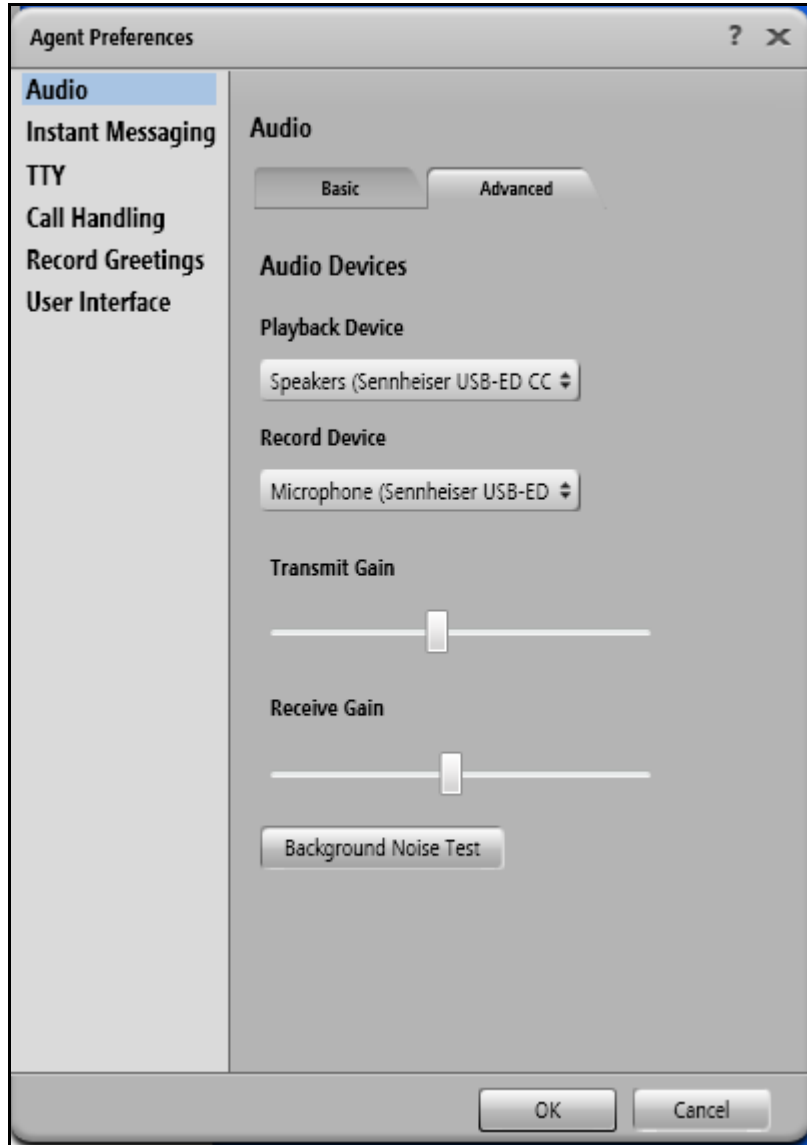 Agent Preferences ?
Audio
Instant Messaging
TTY
Call Handling
Record Greetings
User Interface
Audio
Basic Advanced
Audio Devices
Playback Device
Speakers (Sennheiser USB-ED CC
Record Device
Microphone (Sennheiser USB-ED
Transmit Gain
Receive Gain
Background Noise Test
OK Cancel